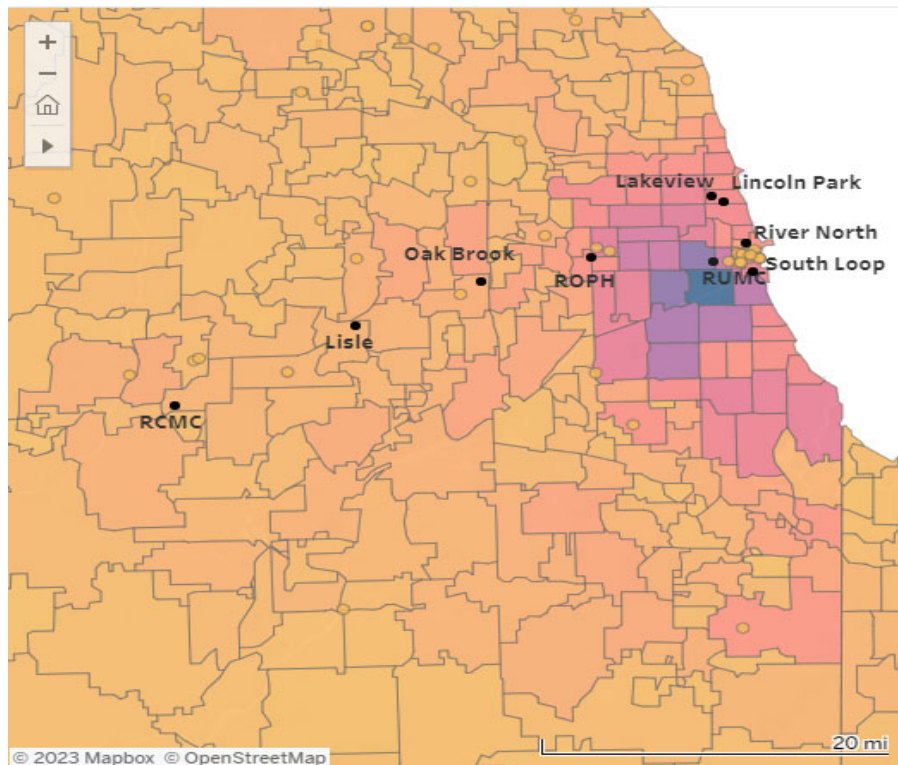 Lakeview
Lincoln Park
River North
Oak Brook
ROPH
RUMC
South Loop
Lisle
RCMC
20 mi
© 2023 Mapbox © OpenStreetMap